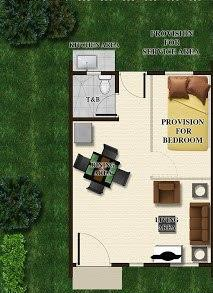 PROVISION
FOR
SERVICE AREA
KITCHEN AREA
T&B
PROVISION
FOR
BEDROOM
DINING
AREA
LIVING
AREA